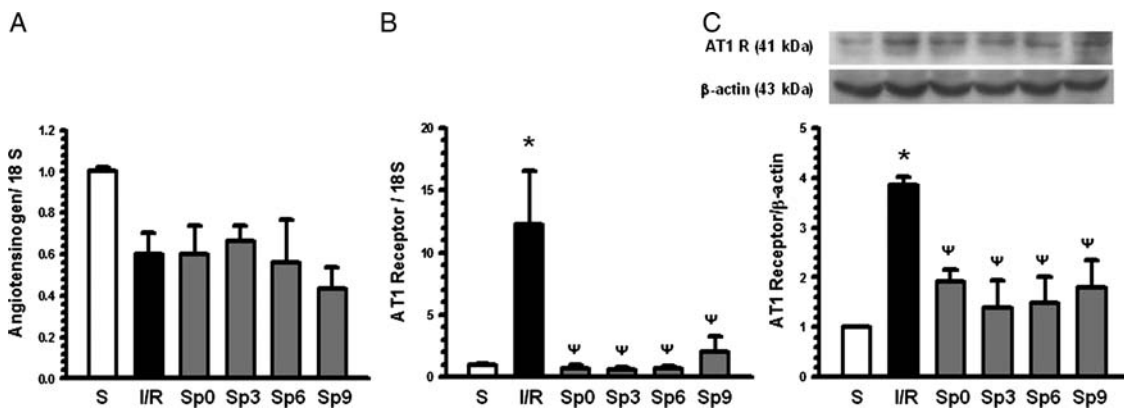 A
B
C
AT1 R (41 kDa)
β-actin (43 kDa)
Angiotensinogen/ 18 S
1.2
1.0
0.8
0.6
0.4
0.2
0.0
S I/R Sp0 Sp3 Sp6 Sp9
AT1 Receptor / 18S
20
15
10
5
0
*
Ψ Ψ Ψ Ψ
S I/R Sp0 Sp3 Sp6 Sp9
AT1 Receptor/β-actin
5
4
3
2
1
0
*
Ψ Ψ Ψ Ψ
S I/R Sp0 Sp3 Sp6 Sp9